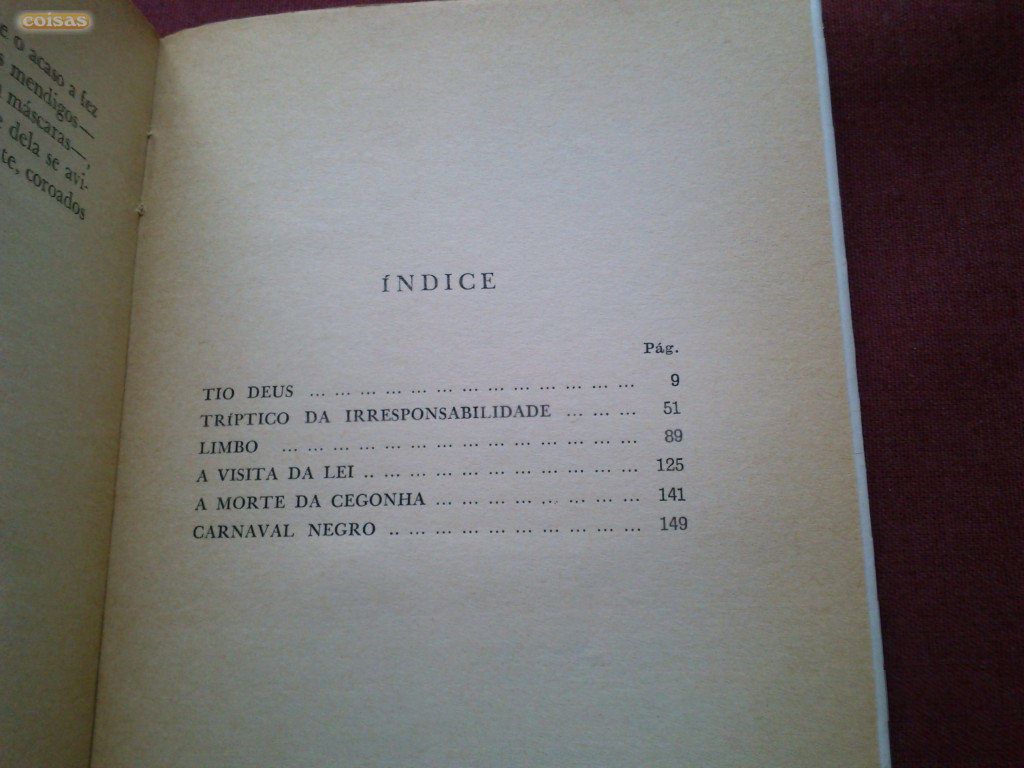 coisas
e o acaso a fez
s mendigos—
máscaras—,
e dela se avi-
te, coroados
ÍNDICE
Pág.
TIO DEUS ... ... ... ... ... ... ... ... ... ... ... ... ... 9
TRÍPTICO DA IRRESPONSABILIDADE ... ... ... 51
LIMBO ... ... ... ... ... ... ... ... ... ... ... ... ... ... 89
A VISITA DA LEI .. ... ... ... ... ... ... ... ... ... ... 125
A MORTE DA CEGONHA ... ... ... ... ... ... ... ... 141
CARNAVAL NEGRO .. ... ... ... ... ... ... ... ... ... 149